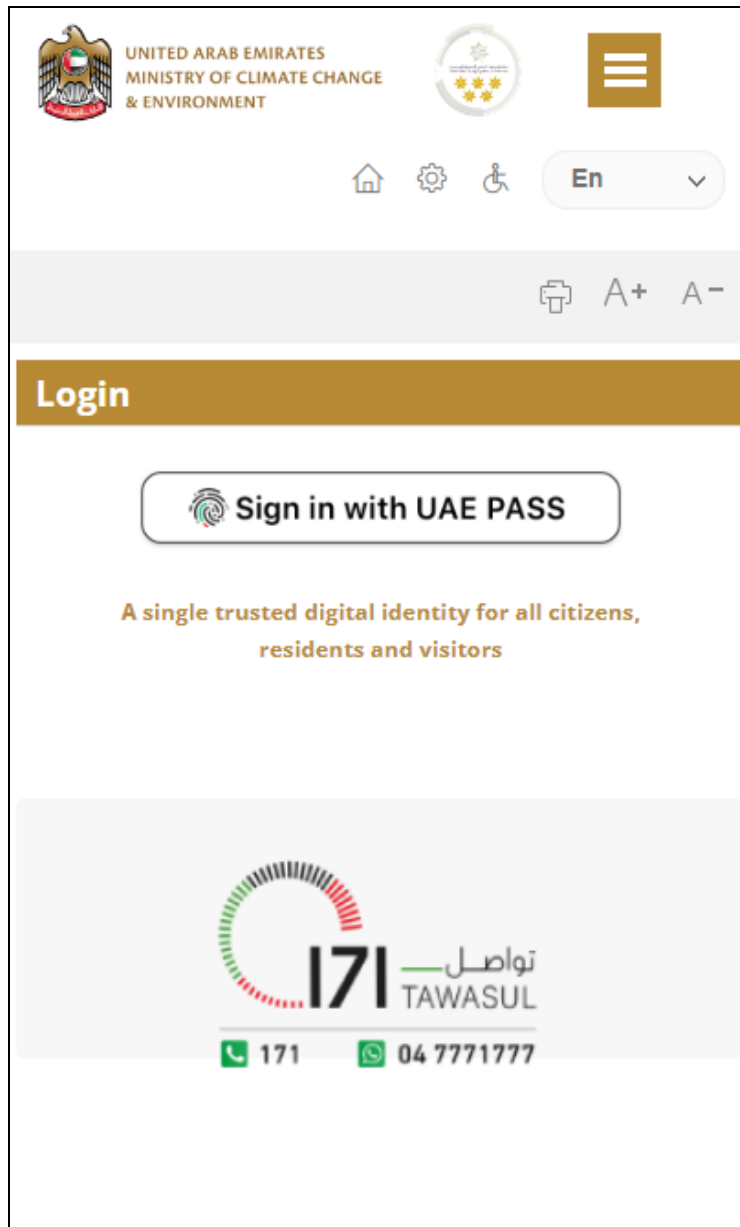 UNITED ARAB EMIRATES
MINISTRY OF CLIMATE CHANGE
& ENVIRONMENT
En
A+ A-
Login
Sign in with UAE PASS
A single trusted digital identity for all citizens,
residents and visitors
171 تواصل
TAWASUL
171 04 7771777